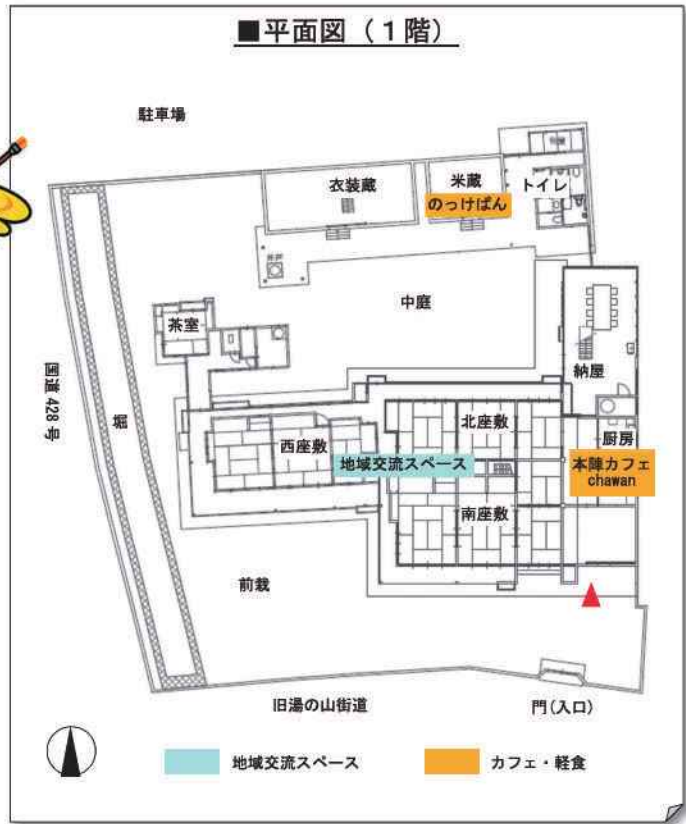 ■平面図(1階)
駐車場
衣装蔵
米蔵
のっけぱん
トイレ
井戸
中庭
茶室
国道428号
堀
納屋
厨房
北座敷
西座敷
地域交流スペース
本陣カフェ
chawan
南座敷
前栽
旧湯の山街道
門(入口)
地域交流スペース
カフェ・軽食